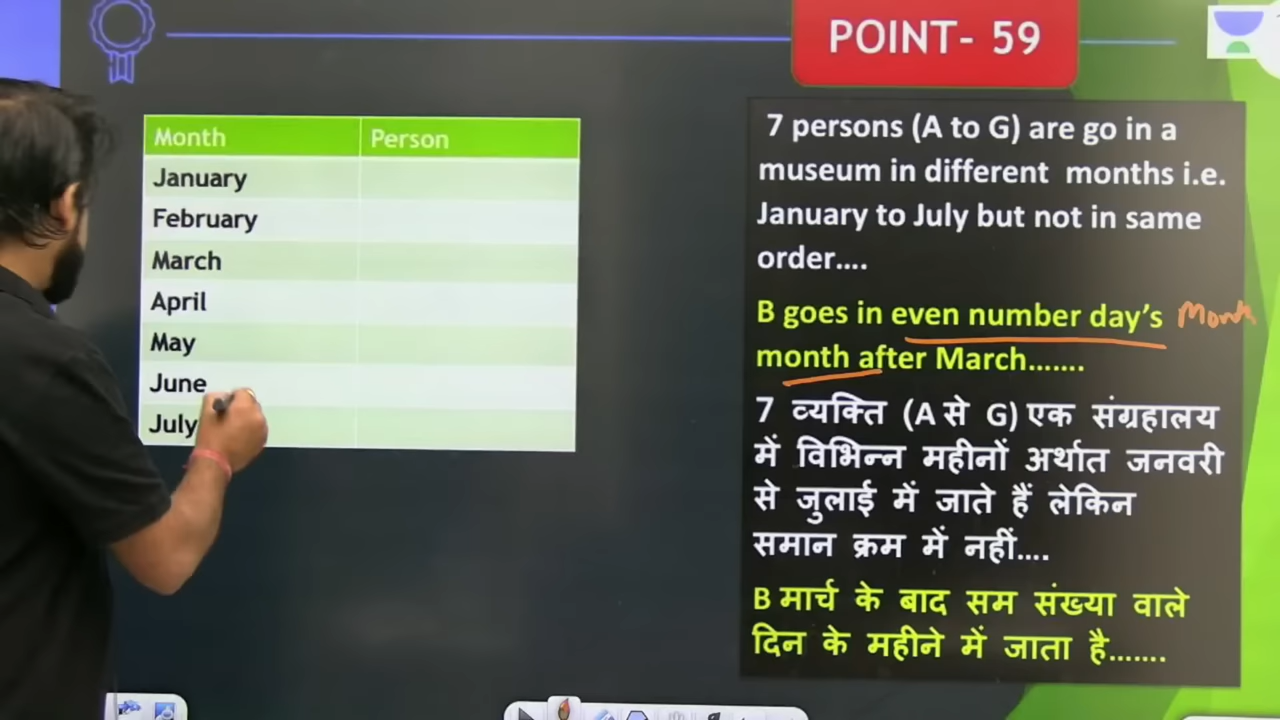 POINT- 59
Month Person
January
February
March
April
May
June
July
7 persons (A to G) are go in a
museum in different months i.e.
January to July but not in same
order....
B goes in even number day's Month
month after March.......
7 व्यक्ति (A से G) एक संग्रहालय
में विभिन्न महीनों अर्थात जनवरी
से जुलाई में जाते हैं लेकिन
समान क्रम में नहीं....
B मार्च के बाद सम संख्या वाले
दिन के महीने में जाता है.......